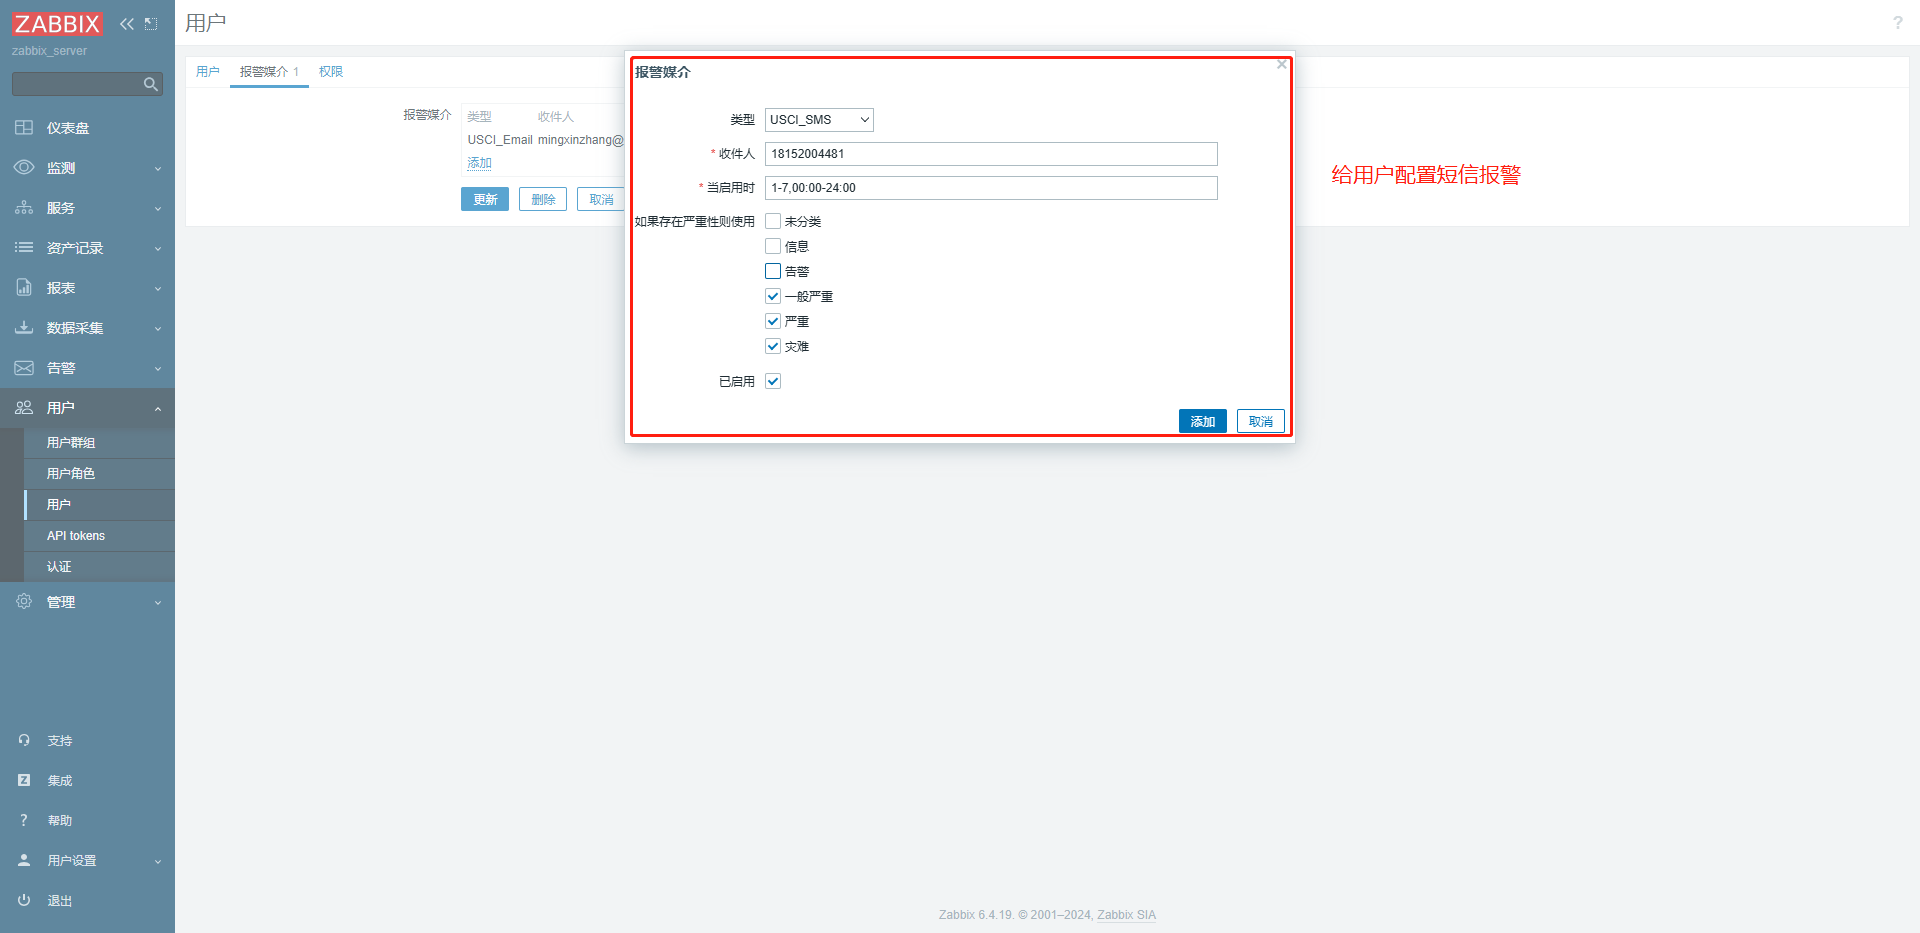 ZABBIX
zabbix_server
仪表盘
监测
服务
资产记录
报表
数据采集
告警
用户
用户群组
用户角色
用户
API tokens
认证
管理
支持
集成
帮助
用户设置
退出
用户
?
用户 报警媒介 1 权限
报警媒介
类型 收件人
USCI_Email mingxinzhang@
添加
更新 删除 取消
报警媒介
类型 USCI_SMS
* 收件人 18152004481
* 当启用时 1-7,00:00-24:00
如果存在严重性则使用 未分类
信息
告警
一般严重
严重
灾难
已启用
添加 取消
给用户配置短信报警
Zabbix 6.4.19. © 2001–2024, Zabbix SIA